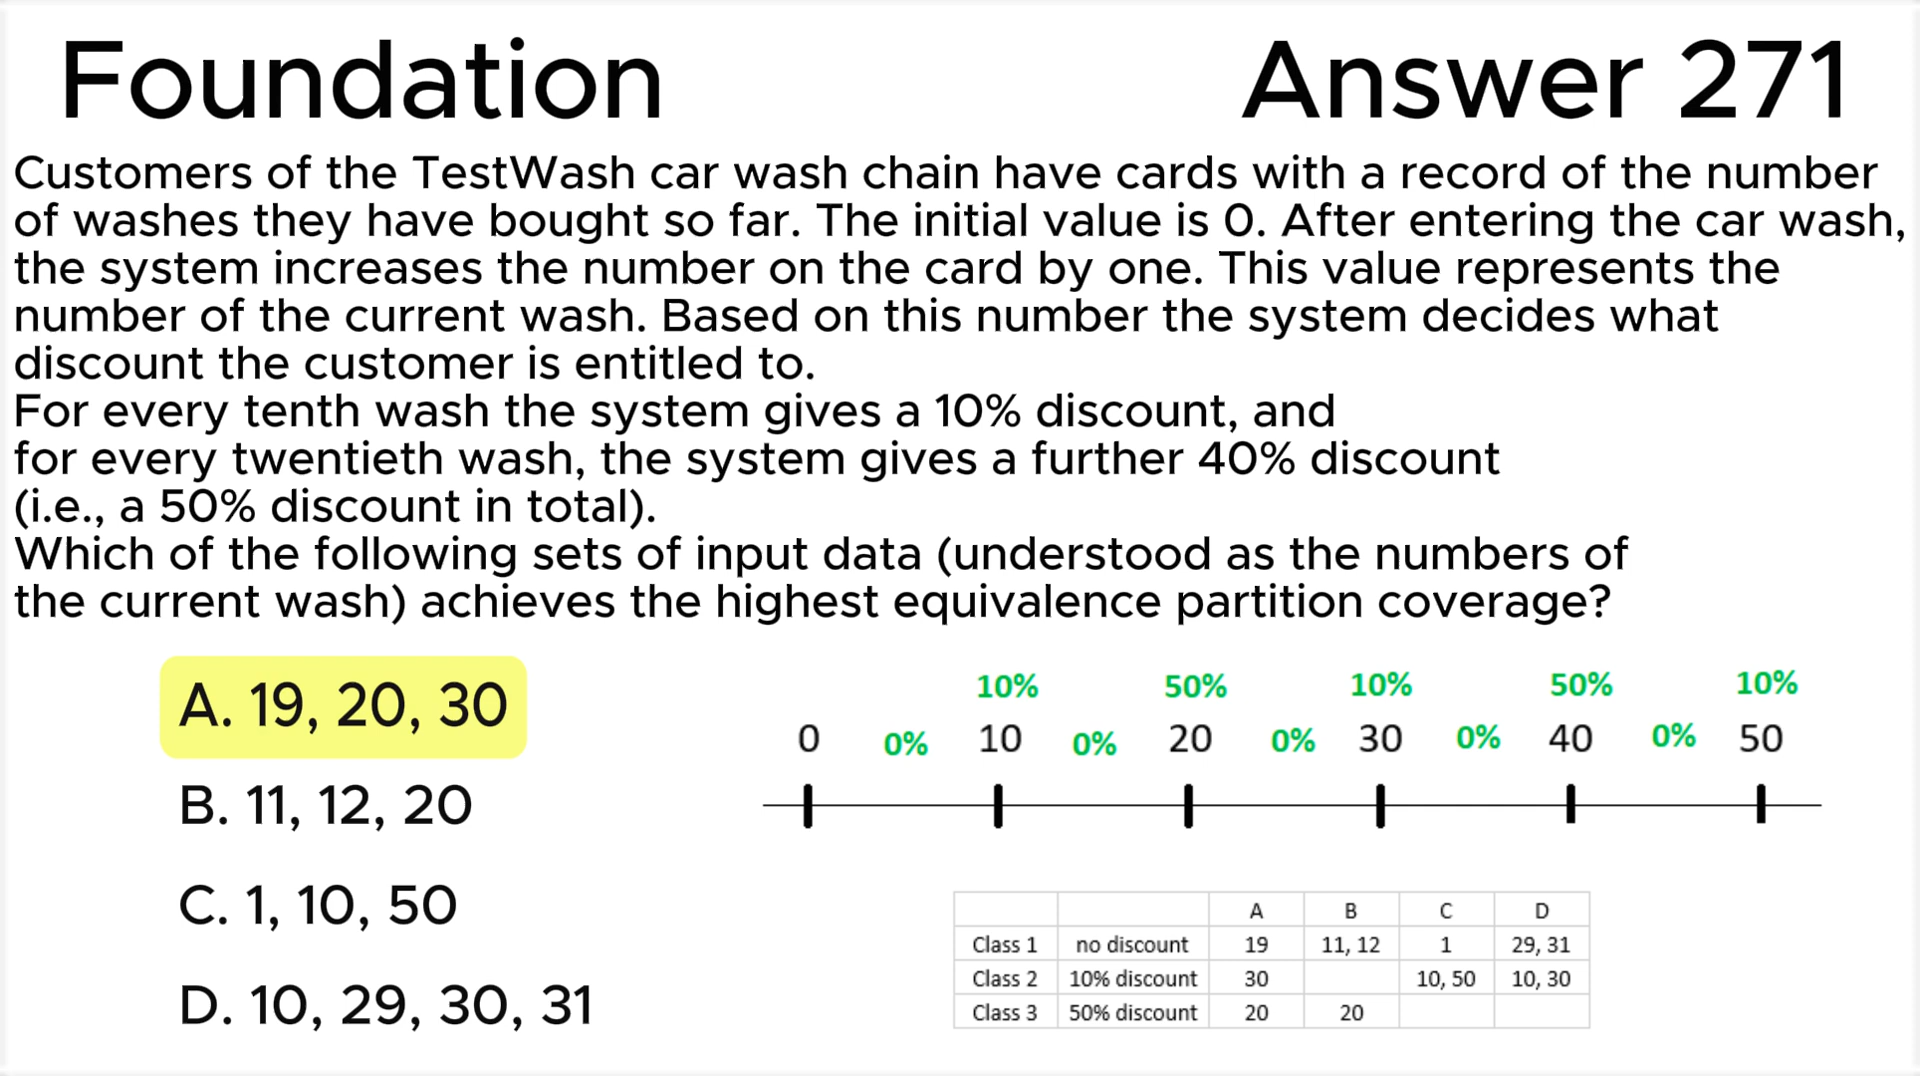 Foundation
Answer 271
Customers of the TestWash car wash chain have cards with a record of the number
of washes they have bought so far. The initial value is 0. After entering the car wash,
the system increases the number on the card by one. This value represents the
number of the current wash. Based on this number the system decides what
discount the customer is entitled to.
For every tenth wash the system gives a 10% discount, and
for every twentieth wash, the system gives a further 40% discount
(i.e., a 50% discount in total).
Which of the following sets of input data (understood as the numbers of
the current wash) achieves the highest equivalence partition coverage?
A. 19, 20, 30
B. 11, 12, 20
C. 1, 10, 50
D. 10, 29, 30, 31
10% 50% 10% 50% 10%
0 0% 10 0% 20 0% 30 0% 40 0% 50
A B C D
Class 1 no discount 19 11, 12 1 29, 31
Class 2 10% discount 30 10, 50 10, 30
Class 3 50% discount 20 20